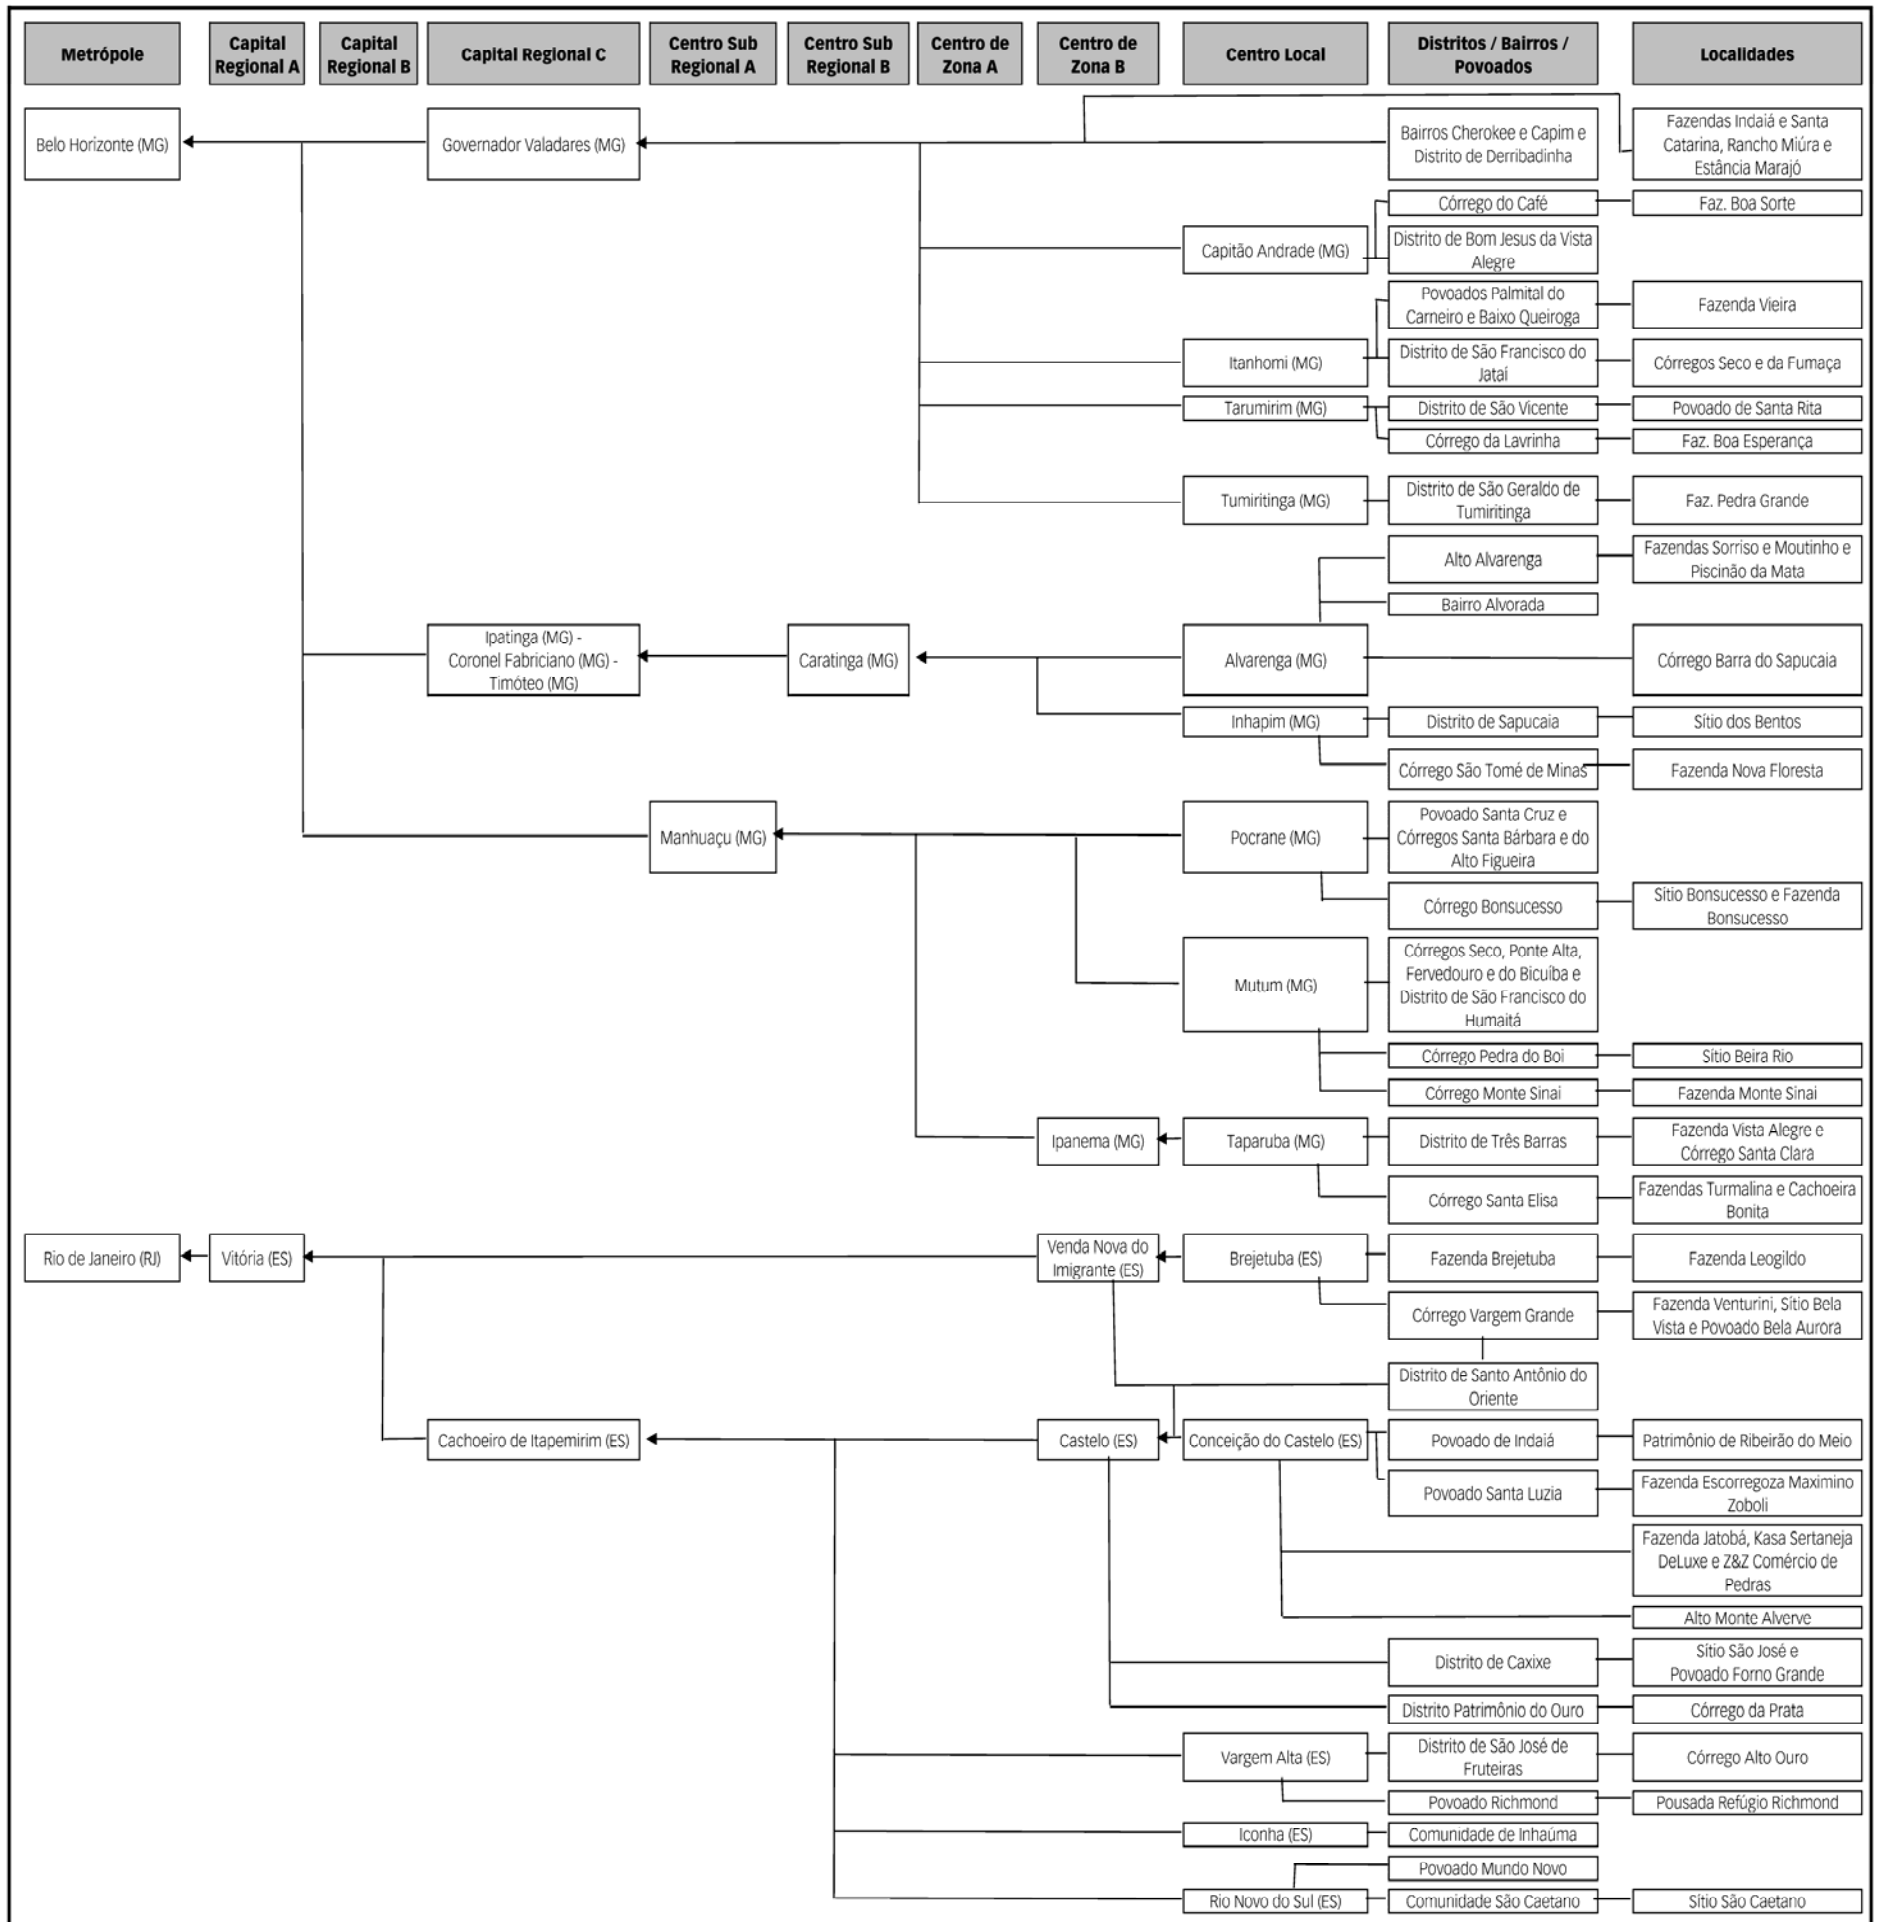 Metrópole
Capital
Regional A
Capital
Regional B
Capital Regional C
Centro Sub
Regional A
Centro Sub
Regional B
Centro de
Zona A
Centro de
Zona B
Centro Local
Distritos / Bairros /
Povoados
Localidades
Belo Horizonte (MG)
Governador Valadares (MG)
Bairros Cherokee e Capim e
Distrito de Derribadinha
Fazendas Indaiá e Santa
Catarina, Rancho Miúra e
Estância Marajó
Córrego do Café
Faz. Boa Sorte
Capitão Andrade (MG)
Distrito de Bom Jesus da Vista
Alegre
Povoados Palmital do
Carneiro e Baixo Queiroga
Fazenda Vieira
Itanhomi (MG)
Distrito de São Francisco do
Jataí
Córregos Seco e da Fumaça
Tarumirim (MG)
Distrito de São Vicente
Povoado de Santa Rita
Córrego da Lavrinha
Faz. Boa Esperança
Tumiritinga (MG)
Distrito de São Geraldo de
Tumiritinga
Faz. Pedra Grande
Alto Alvarenga
Fazendas Sorriso e Moutinho e
Piscinão da Mata
Bairro Alvorada
Ipatinga (MG) -
Coronel Fabriciano (MG) -
Timóteo (MG)
Caratinga (MG)
Alvarenga (MG)
Córrego Barra do Sapucaia
Inhapim (MG)
Distrito de Sapucaia
Sítio dos Bentos
Córrego São Tomé de Minas
Fazenda Nova Floresta
Manhuaçu (MG)
Pocrane (MG)
Povoado Santa Cruz e
Córregos Santa Bárbara e do
Alto Figueira
Córrego Bonsucesso
Sítio Bonsucesso e Fazenda
Bonsucesso
Mutum (MG)
Córregos Seco, Ponte Alta,
Fervedouro e do Bicuíba e
Distrito de São Francisco do
Humaitá
Córrego Pedra do Boi
Sítio Beira Rio
Córrego Monte Sinai
Fazenda Monte Sinai
Ipanema (MG)
Taparuba (MG)
Distrito de Três Barras
Fazenda Vista Alegre e
Córrego Santa Clara
Córrego Santa Elisa
Fazendas Turmalina e Cachoeira
Bonita
Rio de Janeiro (RJ)
Vitória (ES)
Venda Nova do
Imigrante (ES)
Brejetuba (ES)
Fazenda Brejetuba
Fazenda Leogildo
Córrego Vargem Grande
Fazenda Venturini, Sítio Bela
Vista e Povoado Bela Aurora
Distrito de Santo Antônio do
Oriente
Cachoeiro de Itapemirim (ES)
Castelo (ES)
Conceição do Castelo (ES)
Povoado de Indaiá
Patrimônio de Ribeirão do Meio
Povoado Santa Luzia
Fazenda Escorregoza Maximino
Zoboli
Fazenda Jatobá, Kasa Sertaneja
DeLuxe e Z&Z Comércio de
Pedras
Alto Monte Alverve
Distrito de Caxixe
Sítio São José e
Povoado Forno Grande
Distrito Patrimônio do Ouro
Córrego da Prata
Vargem Alta (ES)
Distrito de São José de
Fruteiras
Córrego Alto Ouro
Povoado Richmond
Pousada Refúgio Richmond
Iconha (ES)
Comunidade de Inhaúma
Povoado Mundo Novo
Rio Novo do Sul (ES)
Comunidade São Caetano
Sítio São Caetano